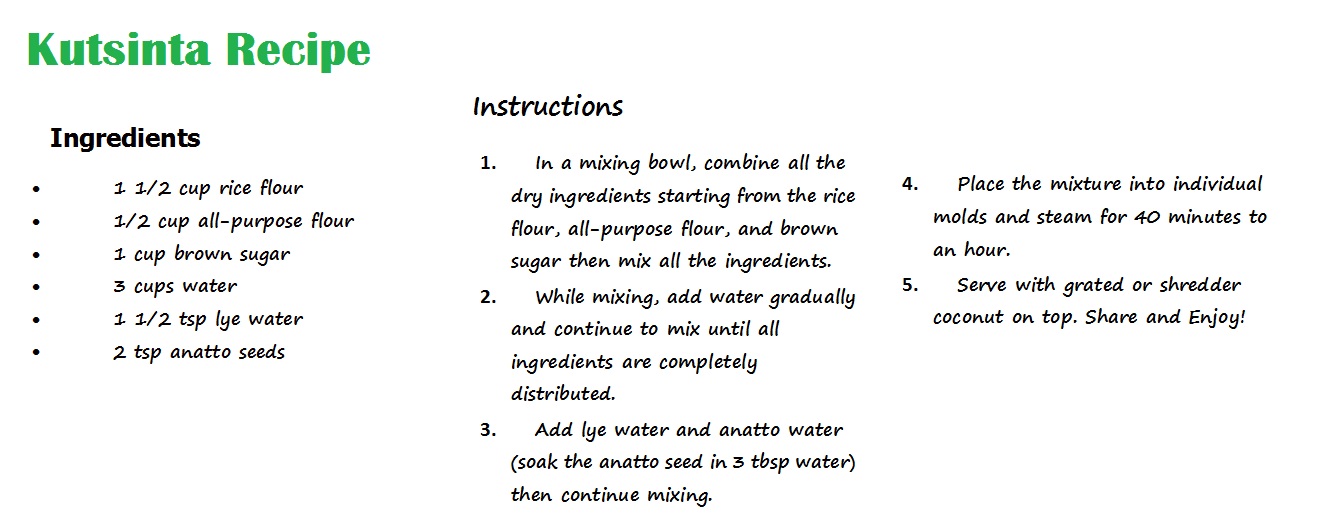 Kutsinta Recipe
Ingredients
• 1 1/2 cup rice flour
• 1/2 cup all-purpose flour
• 1 cup brown sugar
• 3 cups water
• 1 1/2 tsp lye water
• 2 tsp anatto seeds
Instructions
1. In a mixing bowl, combine all the
dry ingredients starting from the rice
flour, all-purpose flour, and brown
sugar then mix all the ingredients.
2. While mixing, add water gradually
and continue to mix until all
ingredients are completely
distributed.
3. Add lye water and anatto water
(soak the anatto seed in 3 tbsp water)
then continue mixing.
4. Place the mixture into individual
molds and steam for 40 minutes to
an hour.
5. Serve with grated or shredder
coconut on top. Share and Enjoy!